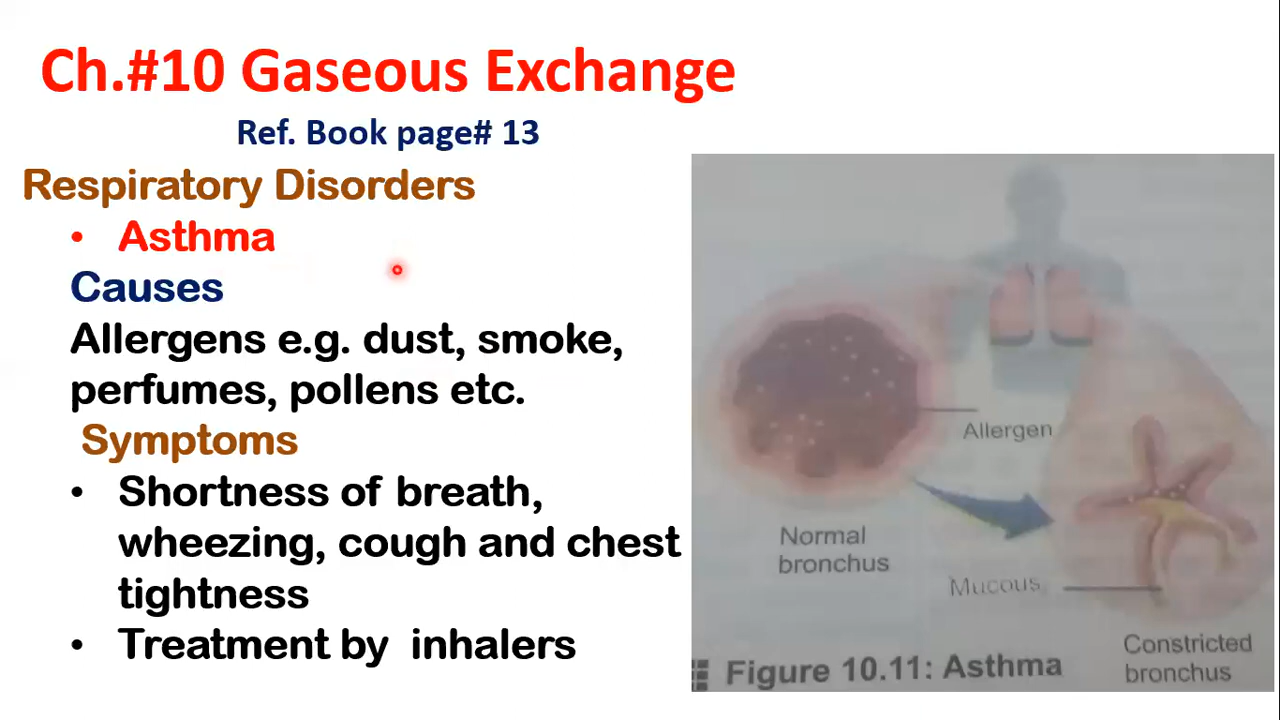 Ch.#10 Gaseous Exchange
Ref. Book page# 13
Respiratory Disorders
• Asthma
Causes
Allergens e.g. dust, smoke,
perfumes, pollens etc.
Symptoms
• Shortness of breath,
wheezing, cough and chest
tightness
• Treatment by inhalers
Allergen
Normal
bronchus
Mucous
Constricted
bronchus
Figure 10.11: Asthma